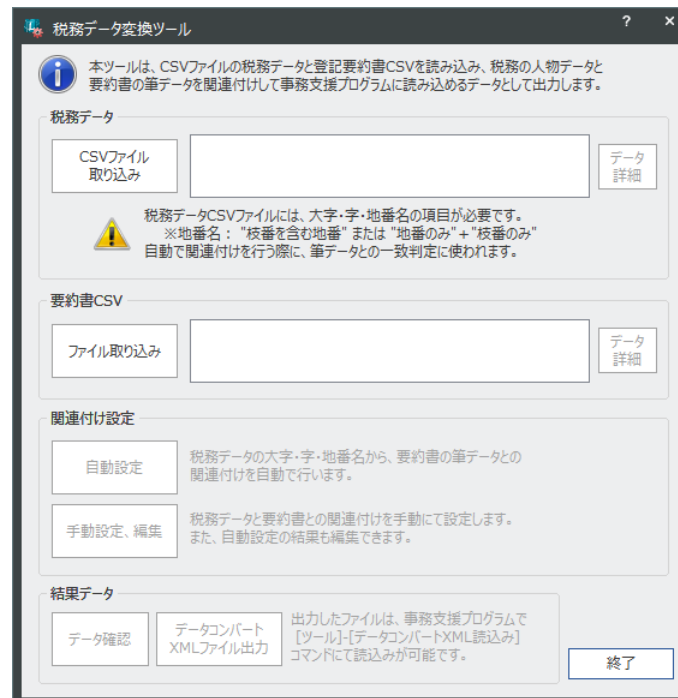 税務データ変換ツール
? ×
本ツールは、CSVファイルの税務データと登記要約書CSVを読み込み、税務の人物データと
要約書の筆データを関連付けして事務支援プログラムに読み込めるデータとして出力します。
税務データ
CSVファイル
取り込み
データ
詳細
税務データCSVファイルには、大字・字・地番名の項目が必要です。
※地番名： "枝番を含む地番" または "地番のみ"+"枝番のみ"
自動で関連付けを行う際に、筆データとの一致判定に使われます。
要約書CSV
ファイル取り込み
データ
詳細
関連付け設定
自動設定
税務データの大字・字・地番名から、要約書の筆データとの
関連付けを自動で行います。
手動設定、編集
税務データと要約書との関連付けを手動にて設定します。
また、自動設定の結果も編集できます。
結果データ
データ確認
データコンバート
XMLファイル出力
出力したファイルは、事務支援プログラムで
[ツール]-[データコンバートXML読込み]
コマンドにて読込みが可能です。
終了